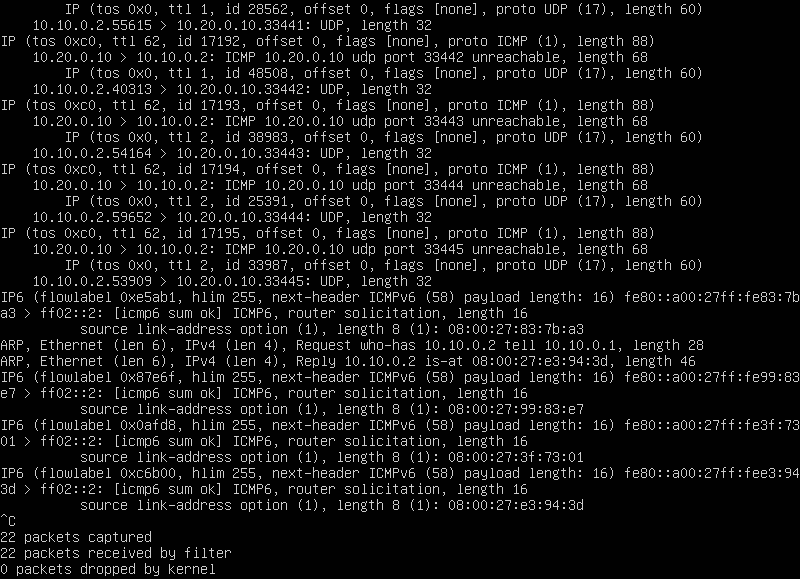 IP (tos 0x0, ttl 1, id 28562, offset 0, flags [none], proto UDP (17), length 60)
10.10.0.2.55615 > 10.20.0.10.33441: UDP, length 32
IP (tos 0xc0, ttl 62, id 17192, offset 0, flags [none], proto ICMP (1), length 88)
10.20.0.10 > 10.10.0.2: ICMP 10.20.0.10 udp port 33442 unreachable, length 68
IP (tos 0x0, ttl 1, id 48508, offset 0, flags [none], proto UDP (17), length 60)
10.10.0.2.40313 > 10.20.0.10.33442: UDP, length 32
IP (tos 0xc0, ttl 62, id 17193, offset 0, flags [none], proto ICMP (1), length 88)
10.20.0.10 > 10.10.0.2: ICMP 10.20.0.10 udp port 33443 unreachable, length 68
IP (tos 0x0, ttl 2, id 38983, offset 0, flags [none], proto UDP (17), length 60)
10.10.0.2.54164 > 10.20.0.10.33443: UDP, length 32
IP (tos 0xc0, ttl 62, id 17194, offset 0, flags [none], proto ICMP (1), length 88)
10.20.0.10 > 10.10.0.2: ICMP 10.20.0.10 udp port 33444 unreachable, length 68
IP (tos 0x0, ttl 2, id 25391, offset 0, flags [none], proto UDP (17), length 60)
10.10.0.2.59652 > 10.20.0.10.33444: UDP, length 32
IP (tos 0xc0, ttl 62, id 17195, offset 0, flags [none], proto ICMP (1), length 88)
10.20.0.10 > 10.10.0.2: ICMP 10.20.0.10 udp port 33445 unreachable, length 68
IP (tos 0x0, ttl 2, id 33987, offset 0, flags [none], proto UDP (17), length 60)
10.10.0.2.53909 > 10.20.0.10.33445: UDP, length 32
IP6 (flowlabel 0xe5ab1, hlim 255, next-header ICMPv6 (58) payload length: 16) fe80::a00:27ff:fe83:7b
a3 > ff02::2: [icmp6 sum ok] ICMP6, router solicitation, length 16
source link-address option (1), length 8 (1): 08:00:27:83:7b:a3
ARP, Ethernet (len 6), IPv4 (len 4), Request who-has 10.10.0.2 tell 10.10.0.1, length 28
ARP, Ethernet (len 6), IPv4 (len 4), Reply 10.10.0.2 is-at 08:00:27:e3:94:3d, length 46
IP6 (flowlabel 0x87e6f, hlim 255, next-header ICMPv6 (58) payload length: 16) fe80::a00:27ff:fe99:83
e7 > ff02::2: [icmp6 sum ok] ICMP6, router solicitation, length 16
source link-address option (1), length 8 (1): 08:00:27:99:83:e7
IP6 (flowlabel 0x0afd8, hlim 255, next-header ICMPv6 (58) payload length: 16) fe80::a00:27ff:fe3f:73
01 > ff02::2: [icmp6 sum ok] ICMP6, router solicitation, length 16
source link-address option (1), length 8 (1): 08:00:27:3f:73:01
IP6 (flowlabel 0xc6b00, hlim 255, next-header ICMPv6 (58) payload length: 16) fe80::a00:27ff:fee3:94
3d > ff02::2: [icmp6 sum ok] ICMP6, router solicitation, length 16
source link-address option (1), length 8 (1): 08:00:27:e3:94:3d
^C
22 packets captured
22 packets received by filter
0 packets dropped by kernel